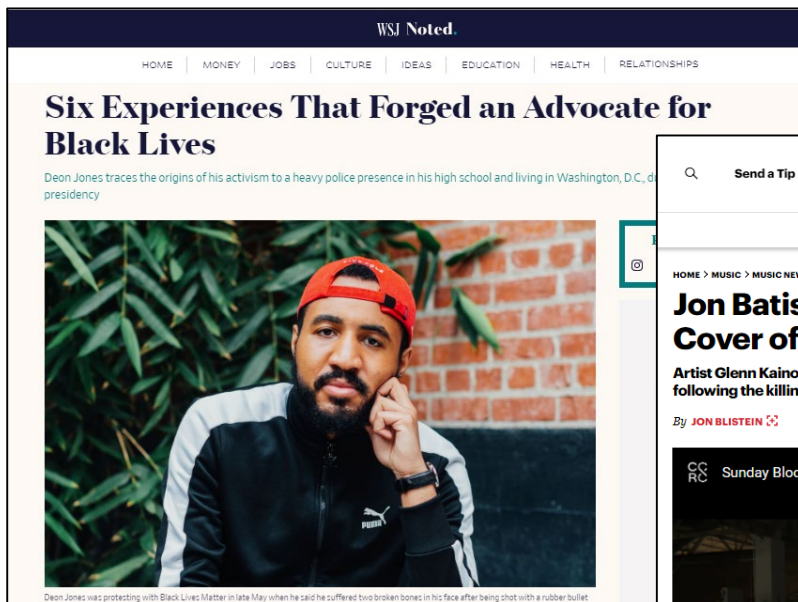 WSJ Noted.
HOME MONEY JOBS CULTURE IDEAS EDUCATION HEALTH RELATIONSHIPS
Six Experiences That Forged an Advocate for
Black Lives
Deon Jones traces the origins of his activism to a heavy police presence in his high school and living in Washington, D.C.,
presidency
PUMA
Deon Jones was protesting with Black Lives Matter in late May when he said he suffered two broken bones in his face after being shot with a rubber bullet
Send a Tip
HOME > MUSIC > MUSIC NEW
Jon Batis
Cover of
Artist Glenn Kaino
following the killin
By JON BLISTEIN
CC
RC
Sunday Bloo